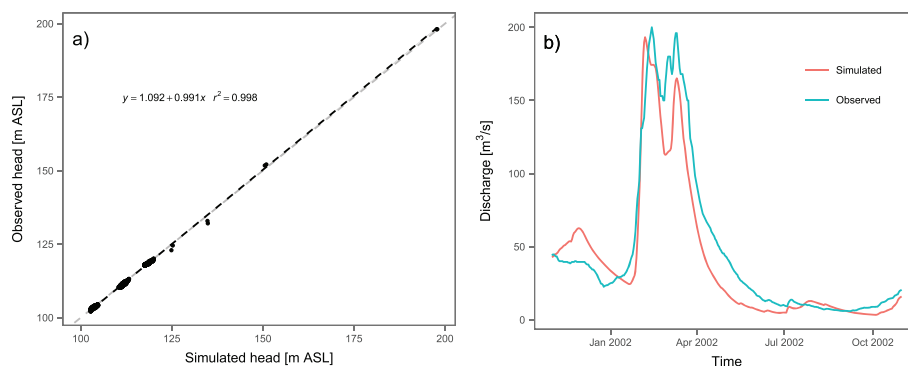 a)
y = 1.092 + 0.991x r² = 0.998
200
175
150
125
100
Observed head [m ASL]
100 125 150 175 200
Simulated head [m ASL]
b)
Simulated
Observed
200
150
100
50
0
Discharge [m³/s]
Jan 2002 Apr 2002 Jul 2002 Oct 2002
Time